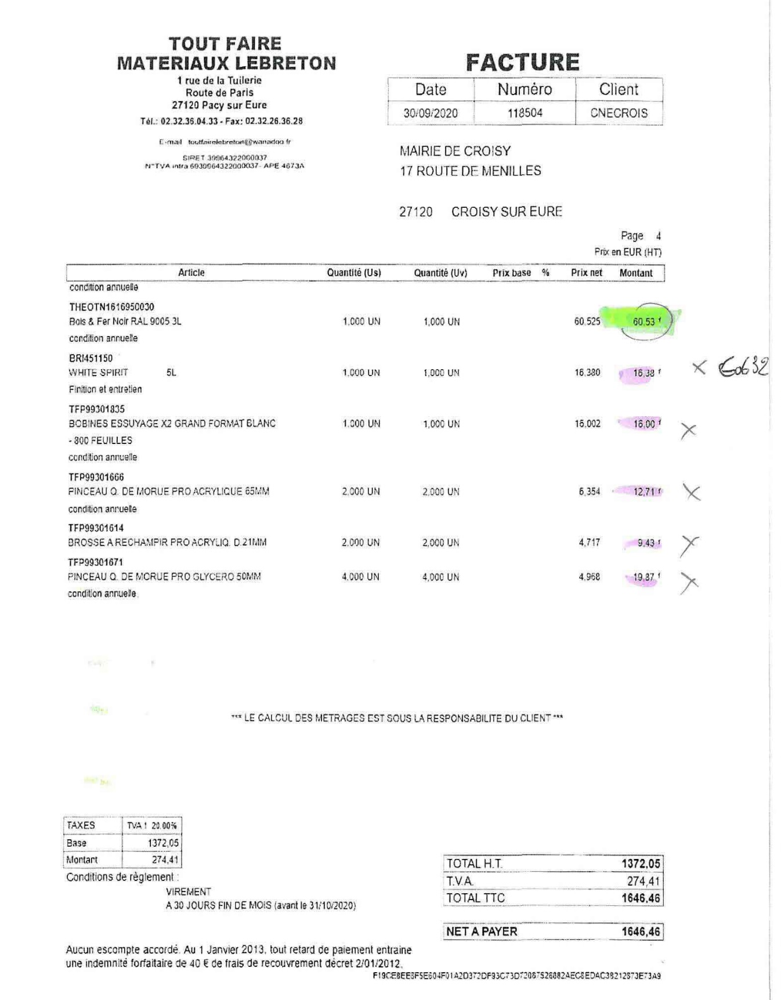 TOUT FAIRE
MATERIAUX LEBRETON
1 rue de la Tuilerie
Route de Paris
27120 Pacy sur Eure
Tél.: 02.32.36.04.33 - Fax: 02.32.26.36.28
E-mail toutfairelebreton@wanadoo.fr
SIRET 39964322000037
N°TVA intra 6939964322000037- APE 4673A
FACTURE
Date Numéro Client
30/09/2020 118504 CNECROIS
MAIRIE DE CROISY
17 ROUTE DE MENILLES
27120 CROISY SUR EURE
Page 4
Prix en EUR (HT)
Article Quantité (Us) Quantité (Uv) Prix base % Prix net Montant
condition annuelle
THEOTN1616950030
Bois & Fer Noir RAL 9005 3L 1,000 UN 1,000 UN 60,525 60,53 1
condition annuelle
BRI451150
WHITE SPIRIT 5L 1,000 UN 1,000 UN 16,380 16,38 1 X 60632
Finition et entretien
TFP99301835
BOBINES ESSUYAGE X2 GRAND FORMAT BLANC 1,000 UN 1,000 UN 16,002 16,00 1 X
- 800 FEUILLES
condition annuelle
TFP99301666
PINCEAU Q. DE MORUE PRO ACRYLIQUE 65MM 2,000 UN 2,000 UN 6,354 12,71 1 X
condition annuelle
TFP99301614
BROSSE A RECHAMPIR PRO ACRYLIQ. D.21MM 2,000 UN 2,000 UN 4,717 9,43 1 X
TFP99301671
PINCEAU Q. DE MORUE PRO GLYCERO 50MM 4,000 UN 4,000 UN 4,968 19,87 1 X
condition annuelle
*** LE CALCUL DES METRAGES EST SOUS LA RESPONSABILITE DU CLIENT ***
TAXES TVA 1 20.00%
Base 1372,05
Montant 274,41
Conditions de règlement :
VIREMENT
A 30 JOURS FIN DE MOIS (avant le 31/10/2020)
TOTAL H.T. 1372,05
T.V.A. 274,41
TOTAL TTC 1646,46
NET A PAYER 1646,46
Aucun escompte accordé. Au 1 Janvier 2013, tout retard de paiement entraine
une indemnité forfaitaire de 40 € de frais de recouvrement décret 2/01/2012.